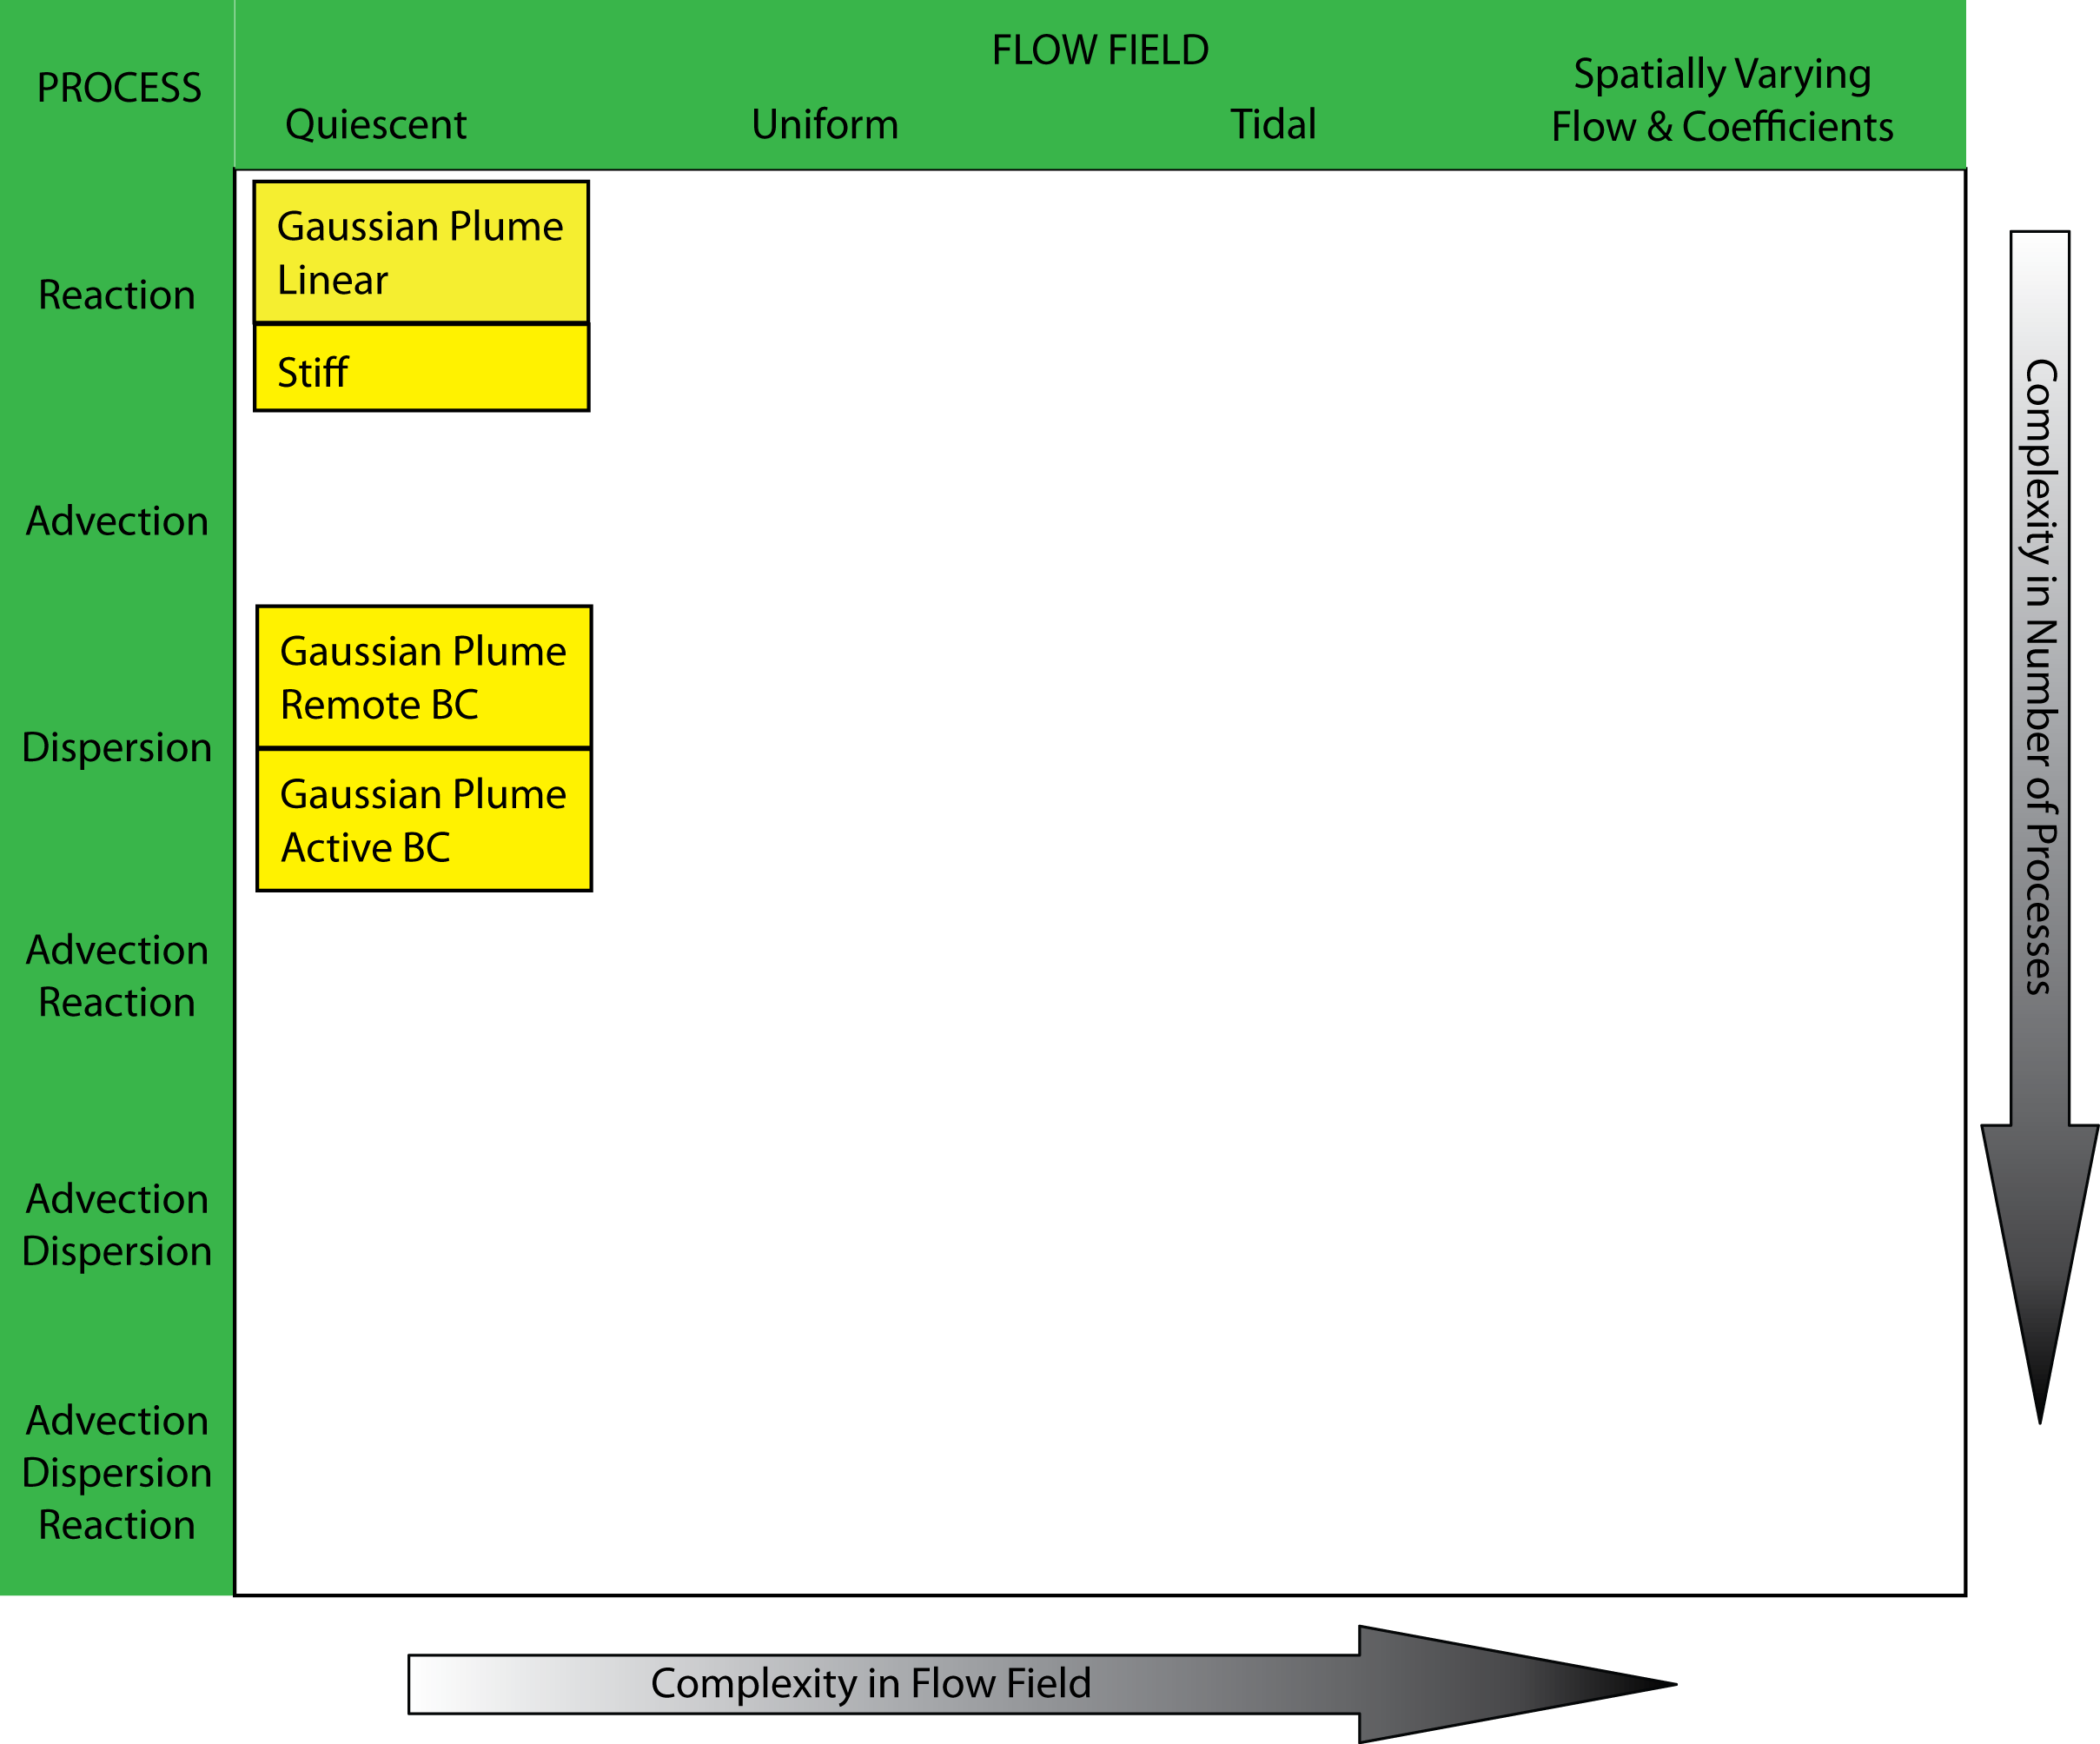 PROCESS
FLOW FIELD
Quiescent
Uniform
Tidal
Spatially Varying
Flow & Coefficients
Reaction
Gaussian Plume
Linear
Stiff
Advection
Dispersion
Gaussian Plume
Remote BC
Gaussian Plume
Active BC
Advection
Reaction
Advection
Dispersion
Advection
Dispersion
Reaction
Complexity in Number of Processes
Complexity in Flow Field